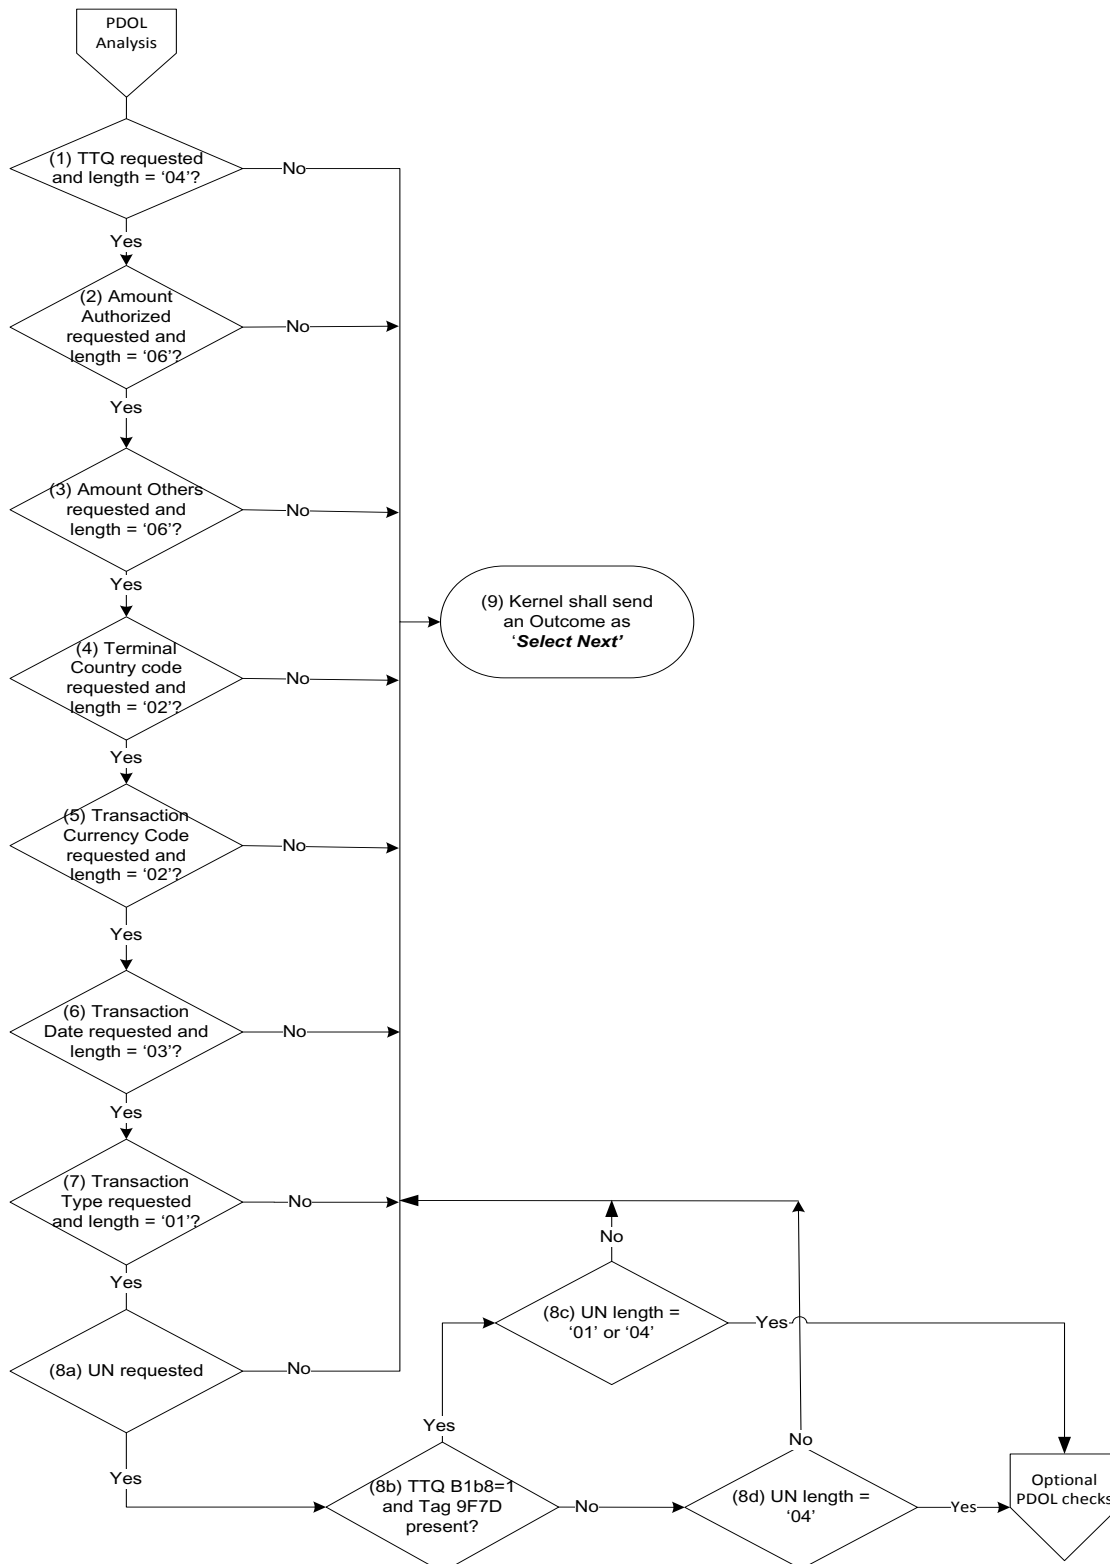 PDOL
Analysis
(1) TTQ requested
and length = ‘04’?
No
Yes
(2) Amount
Authorized
requested and
length = ‘06’?
No
Yes
(3) Amount Others
requested and
length = ‘06’?
No
Yes
(9) Kernel shall send
an Outcome as
‘Select Next’
(4) Terminal
Country code
requested and
length = ‘02’?
No
Yes
(5) Transaction
Currency Code
requested and
length = ‘02’?
No
Yes
(6) Transaction
Date requested and
length = ‘03’?
No
Yes
(7) Transaction
Type requested
and length = ‘01’?
No
Yes
(8a) UN requested
No
Yes
(8b) TTQ B1b8=1
and Tag 9F7D
present?
Yes
No
(8c) UN length =
‘01’ or ‘04’
No
Yes
(8d) UN length =
‘04’
No
Yes
Optional
PDOL checks